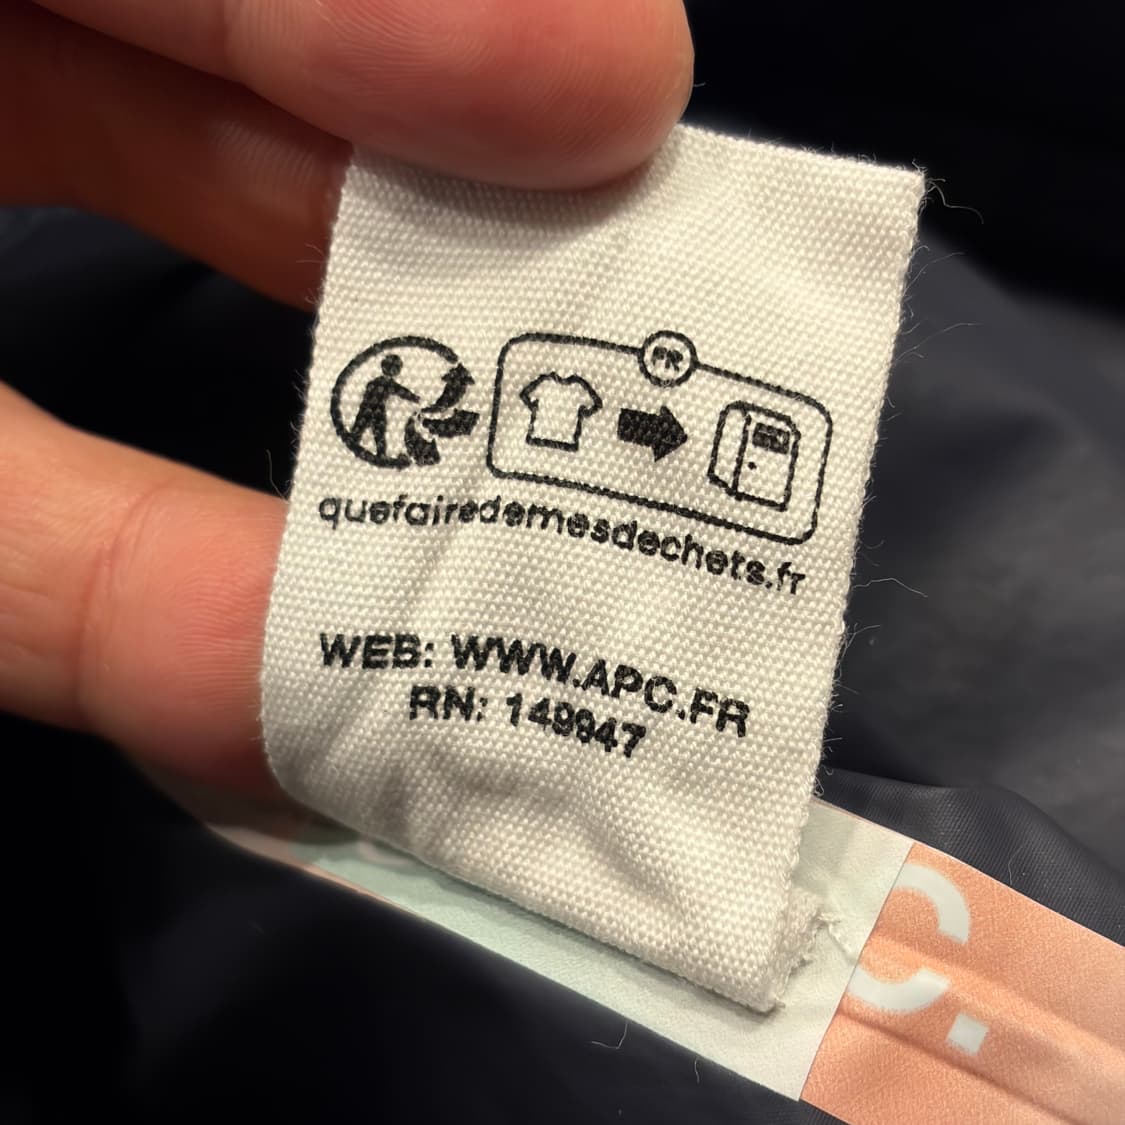 FR
quefairedemesdechets.fr
WEB: WWW.APC.FR
RN: 149947
C.